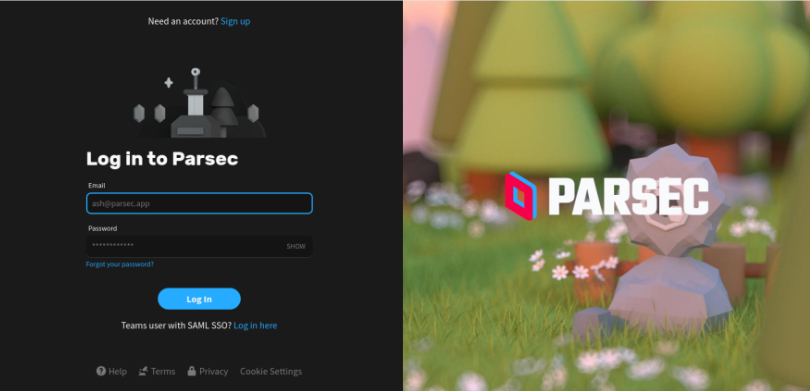 Need an account? Sign up
Log in to Parsec
Email
ash@parsec.app
Password
************
SHOW
Forgot your password?
Log In
Teams user with SAML SSO? Log in here
Help Terms Privacy Cookie Settings
PARSEC